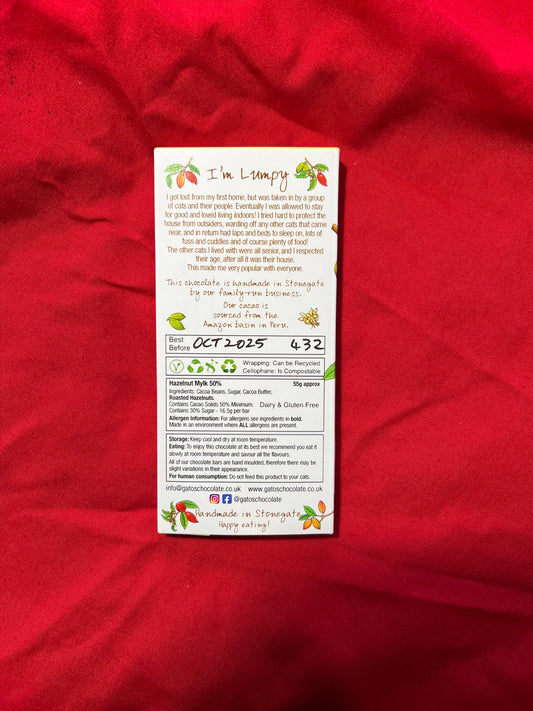 I'm Lumpy
I got lost from my first home, but was taken in by a group
of cats and their people. Eventually I was allowed to stay
for good and loved living indoors! I tried hard to protect the
house from outsiders, warding off any other cats that came
near, and in return had laps and beds to sleep on, lots of
fuss and cuddles and of course plenty of food!
The other cats I lived with were all senior, and I respected
their age, after all it was their house.
This made me very popular with everyone.
This chocolate is handmade in Stonegate
by our family-run business.
Our cacao is
sourced from the
Amazon basin in Peru.
Best
Before OCT 2025 432
Wrapping: Can be Recycled
Cellophane: Is Compostable
Hazelnut Mylk 50% 55g approx
Ingredients: Cocoa Beans, Sugar, Cocoa Butter,
Roasted Hazelnuts.
Contains Cacao Solids 50% Minimum. Dairy & Gluten Free
Contains 30% Sugar - 16.5g per bar
Allergen Information: For allergens see ingredients in bold.
Made in an environment where ALL allergens are present.
Storage: Keep cool and dry at room temperature.
Eating: To enjoy this chocolate at its best we recommend you eat it
slowly at room temperature and savour all the flavours.
All of our chocolate bars are hand moulded, therefore there may be
slight variations in their appearance.
For human consumption: Do not feed this product to your cats.
info@gatoschocolate.co.uk www.gatoschocolate.co.uk
@gatoschocolate
Handmade in Stonegate
Happy eating!